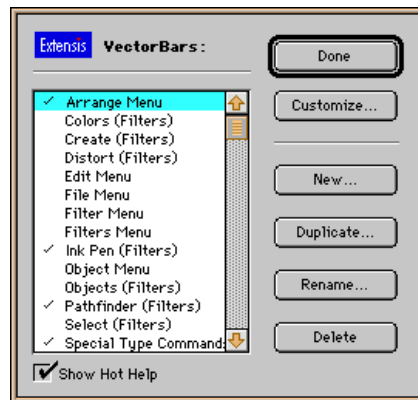 Extensis VectorBars:
Done
Customize...
New...
Duplicate...
Rename...
Delete
✓ Arrange Menu
Colors (Filters)
Create (Filters)
Distort (Filters)
Edit Menu
File Menu
Filter Menu
Filters Menu
✓ Ink Pen (Filters)
Object Menu
Objects (Filters)
✓ Pathfinder (Filters)
Select (Filters)
✓ Special Type Command
Show Hot Help